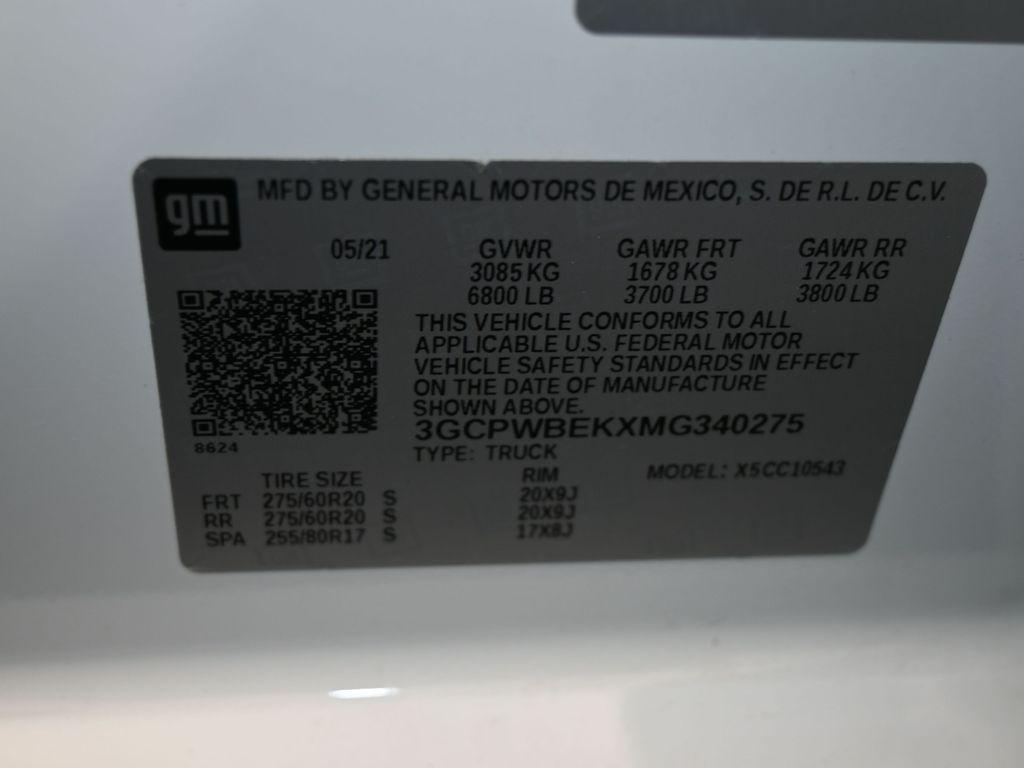 gm
MFD BY GENERAL MOTORS DE MEXICO, S. DE R.L. DE C.V.
05/21 GVWR GAWR FRT GAWR RR
3085 KG 1678 KG 1724 KG
6800 LB 3700 LB 3800 LB
THIS VEHICLE CONFORMS TO ALL
APPLICABLE U.S. FEDERAL MOTOR
VEHICLE SAFETY STANDARDS IN EFFECT
ON THE DATE OF MANUFACTURE
SHOWN ABOVE.
3GCPWBEKXMG340275
8624
TYPE: TRUCK
TIRE SIZE RIM MODEL: X5CC10543
FRT 275/60R20 S 20X9J
RR 275/60R20 S 20X9J
SPA 255/80R17 S 17X8J